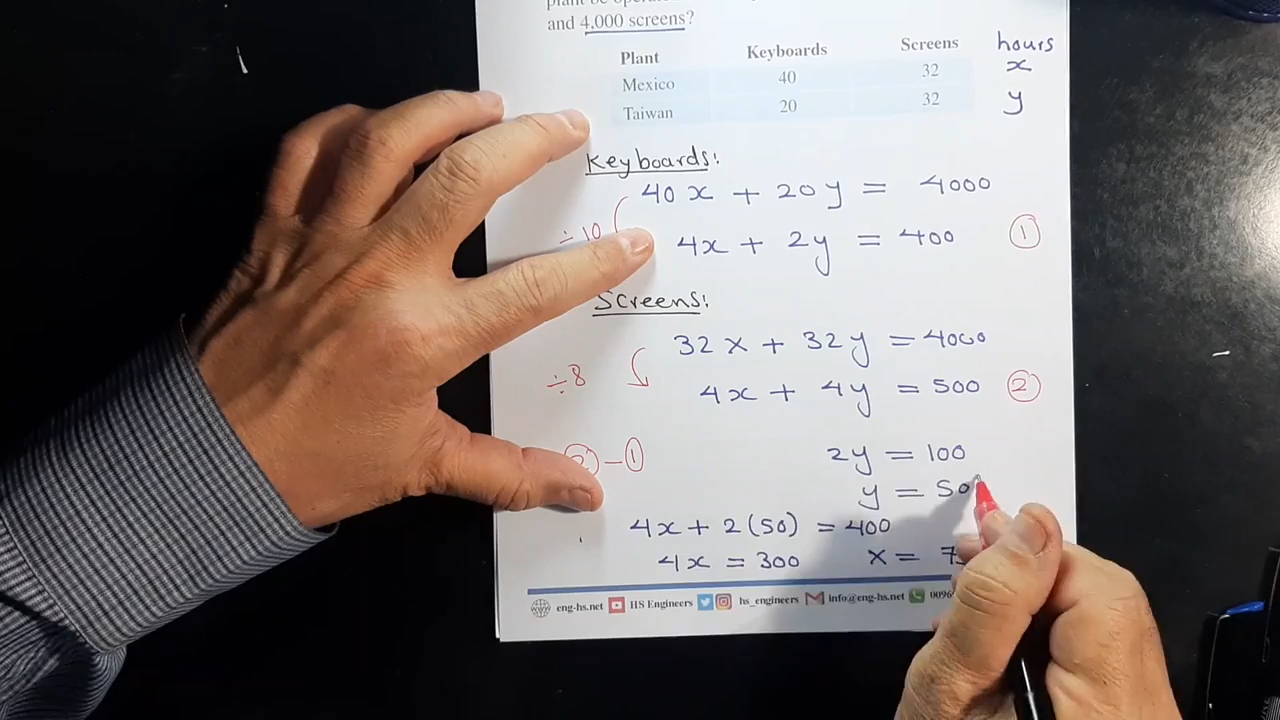 and 4,000 screens?
Plant Keyboards Screens hours
Mexico 40 32 x
Taiwan 20 32 y
Keyboards:
40x + 20y = 4000
÷10 4x + 2y = 400 ①
Screens:
32x + 32y = 4000
÷8 4x + 4y = 500 ②
② - ① 2y = 100
y = 50
4x + 2(50) = 400
4x = 300 x =
eng-hs.net HS Engineers hs_engineers info@eng-hs.net